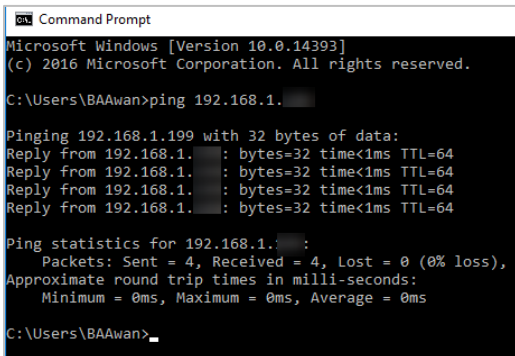 Command Prompt
Microsoft Windows [Version 10.0.14393]
(c) 2016 Microsoft Corporation. All rights reserved.
C:\Users\BAAwan>ping 192.168.1.
Pinging 192.168.1.199 with 32 bytes of data:
Reply from 192.168.1. : bytes=32 time<1ms TTL=64
Reply from 192.168.1. : bytes=32 time<1ms TTL=64
Reply from 192.168.1. : bytes=32 time<1ms TTL=64
Reply from 192.168.1. : bytes=32 time<1ms TTL=64
Ping statistics for 192.168.1. :
Packets: Sent = 4, Received = 4, Lost = 0 (0% loss),
Approximate round trip times in milli-seconds:
Minimum = 0ms, Maximum = 0ms, Average = 0ms
C:\Users\BAAwan>